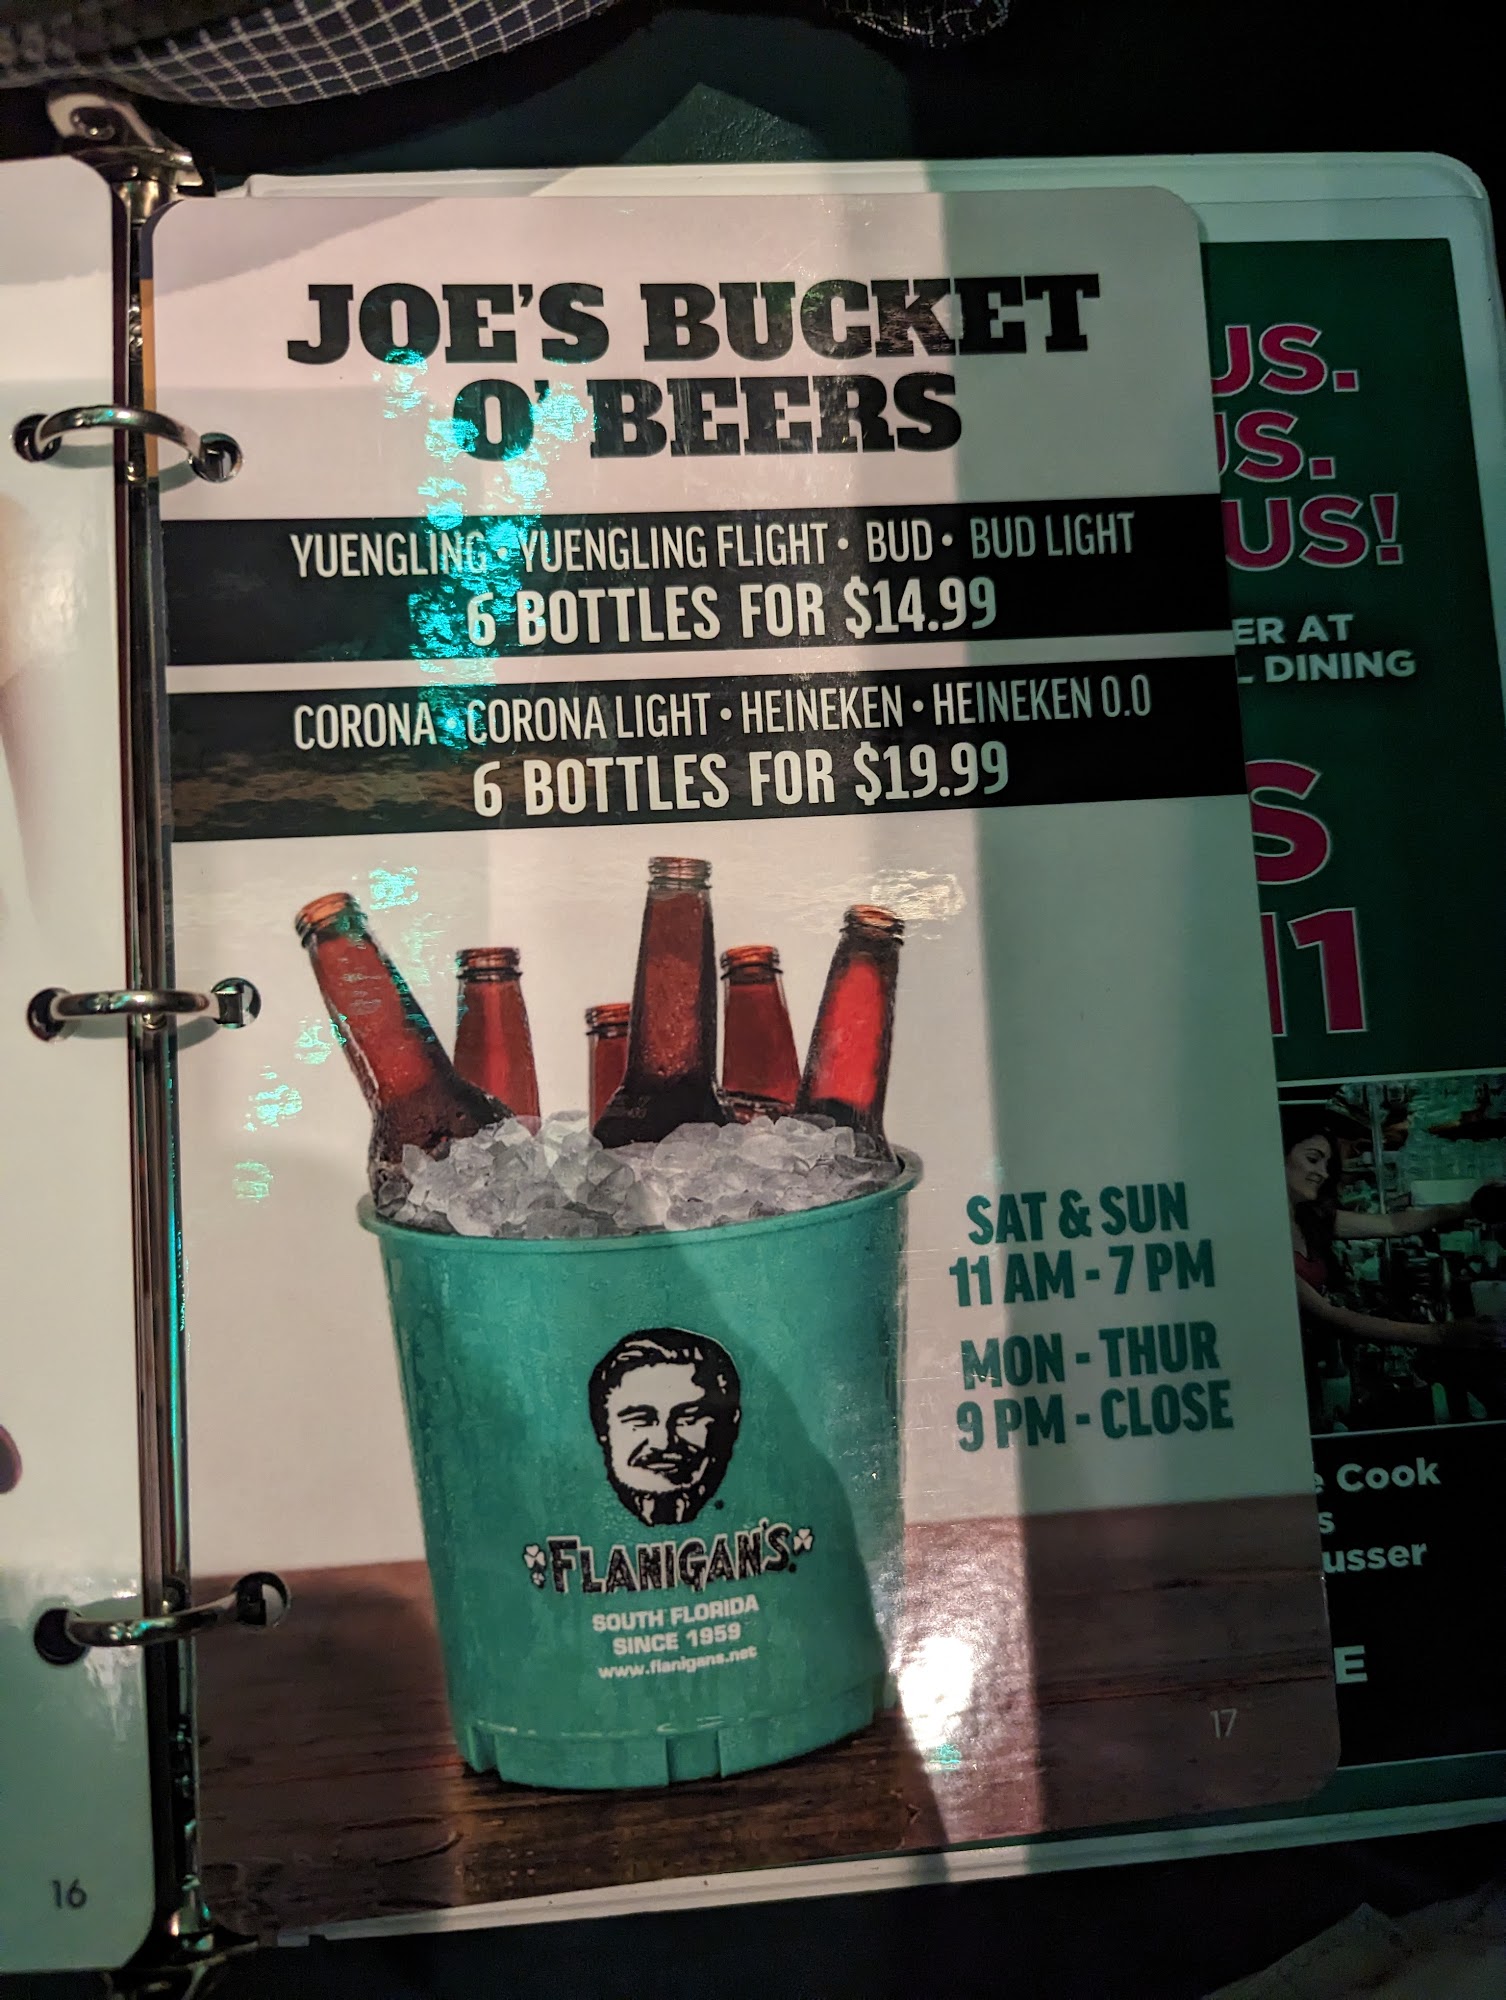 JOE'S BUCKET
O' BEERS
YUENGLING • YUENGLING FLIGHT • BUD • BUD LIGHT
6 BOTTLES FOR $14.99
CORONA • CORONA LIGHT • HEINEKEN • HEINEKEN 0.0
6 BOTTLES FOR $19.99
SAT & SUN
11 AM - 7 PM
MON - THUR
9 PM - CLOSE
FLANIGAN'S
SOUTH FLORIDA
SINCE 1959
www.flanigans.net
17
16
US.
US.
US!
ER AT
DINING
S
11
Cook
s
usser
E